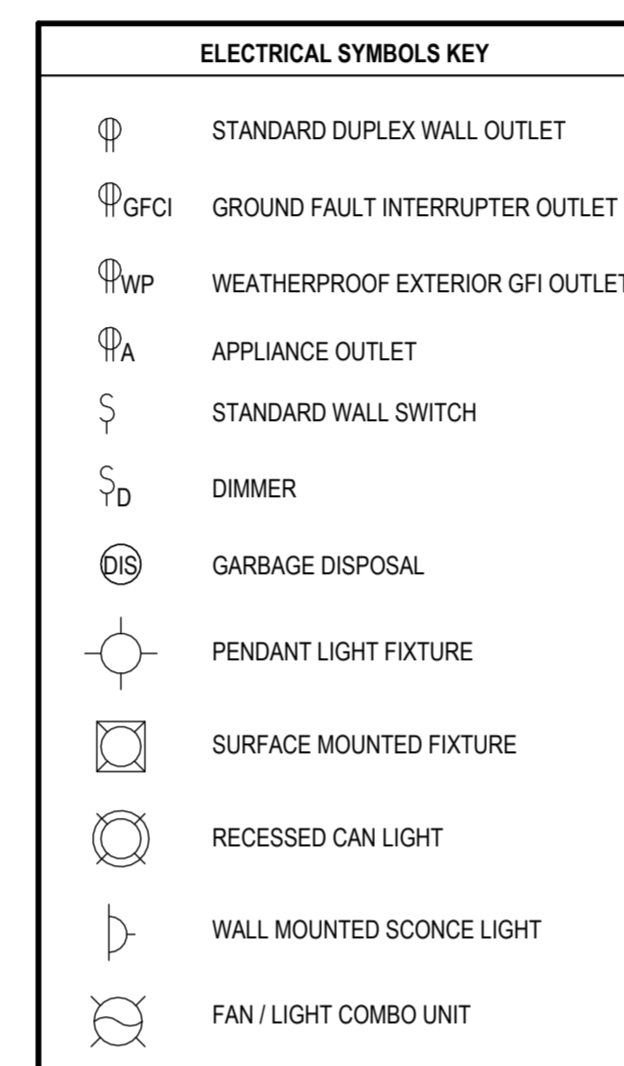 ELECTRICAL SYMBOLS KEY
STANDARD DUPLEX WALL OUTLET
GFCI GROUND FAULT INTERRUPTER OUTLET
WP WEATHERPROOF EXTERIOR GFI OUTLET
A APPLIANCE OUTLET
S STANDARD WALL SWITCH
SD DIMMER
DIS GARBAGE DISPOSAL
PENDANT LIGHT FIXTURE
SURFACE MOUNTED FIXTURE
RECESSED CAN LIGHT
WALL MOUNTED SCONCE LIGHT
FAN / LIGHT COMBO UNIT